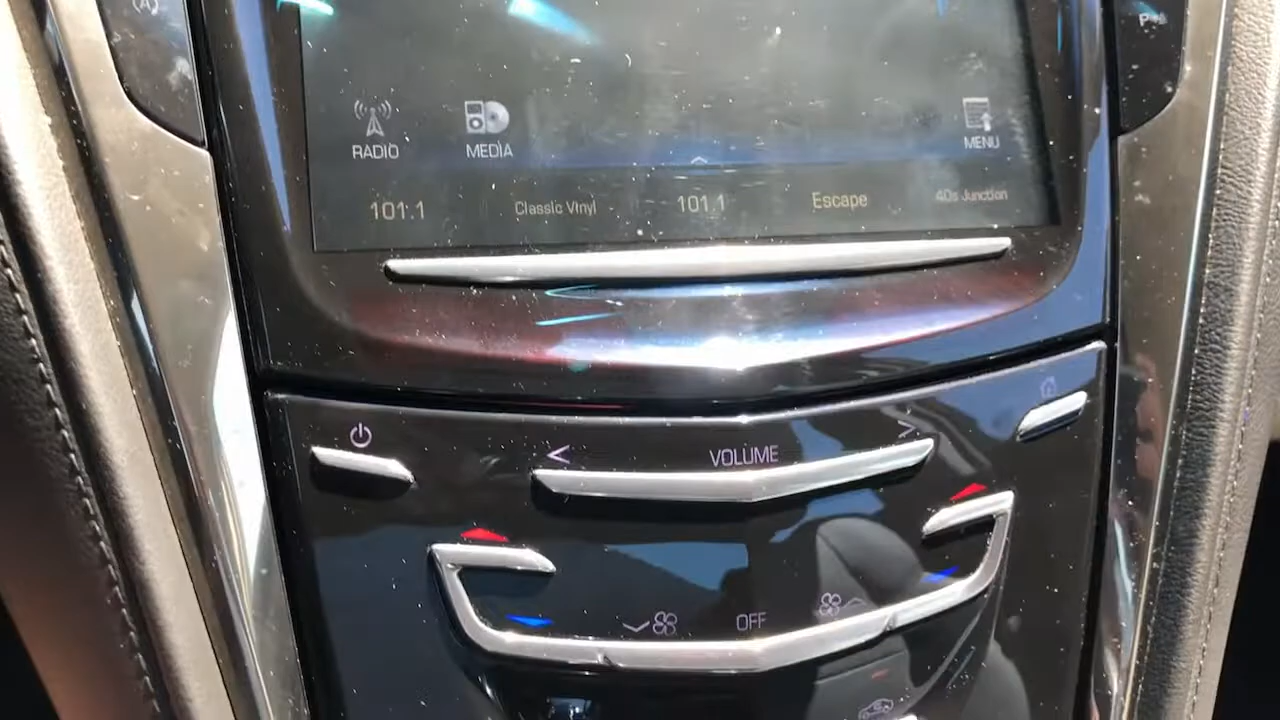 RADIO MEDIA MENU
101.1 Classic Vinyl 101.1 Escape 40s Junction
< VOLUME >
OFF